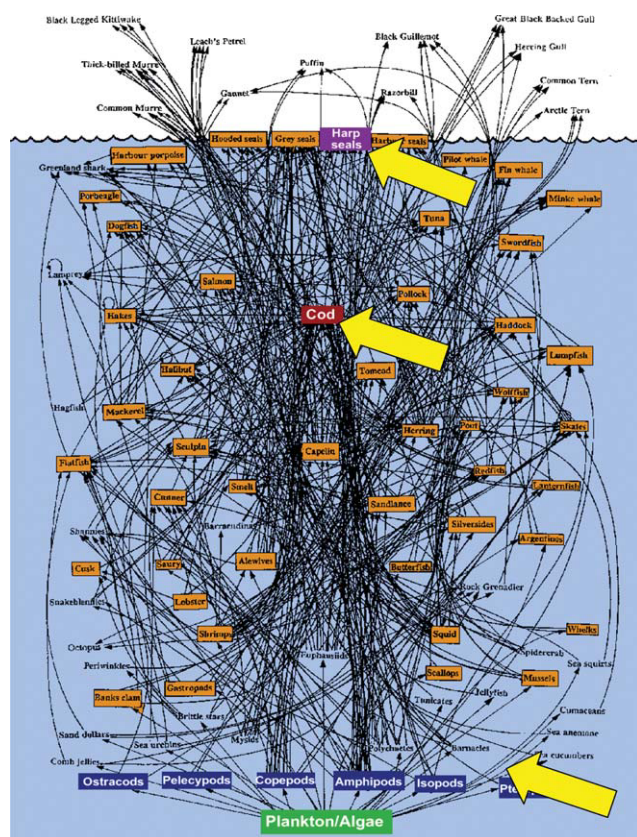 Black Legged Kittiwake
Great Black Backed Gull
Leach's Petrel
Black Guillemot
Herring Gull
Thick-billed Murre
Puffin
Common Tern
Gannet
Razorbill
Common Murre
Arctic Tern
Hooded seals
Grey seals
Harp
seals
seals
Harbour porpoise
Pilot whale
Greenland shark
Fin whale
Porbeagle
Minke whale
Tuna
Dogfish
Swordfish
Lamprey
Salmon
Pollock
Hakes
Cod
Haddock
Lumpfish
Halibut
Tomcod
Wolffish
Hagfish
Mackerel
Herring
Pout
Skates
Sculpin
Capelin
Flatfish
Redfish
Smelt
Lanternfish
Cunner
Sandlance
Barracudinas
Silversides
Shannies
Argentines
Cusk
Saury
Alewives
Butterfish
Rock Grenadier
Snakeblennies
Lobster
Shrimps
Squid
Whelks
Octopus
Euphausiids
Spidercrab
Sea squirts
Periwinkles
Gastropods
Scallops
Mussels
Banks clam
Jellyfish
Tunicates
Brittle stars
Cumaceans
Sand dollars
Sea urchins
Mysids
Polychaetes
Barnacles
Sea anemone
Comb jellies
cucumbers
Ostracods
Pelecypods
Copepods
Amphipods
Isopods
Plankton/Algae